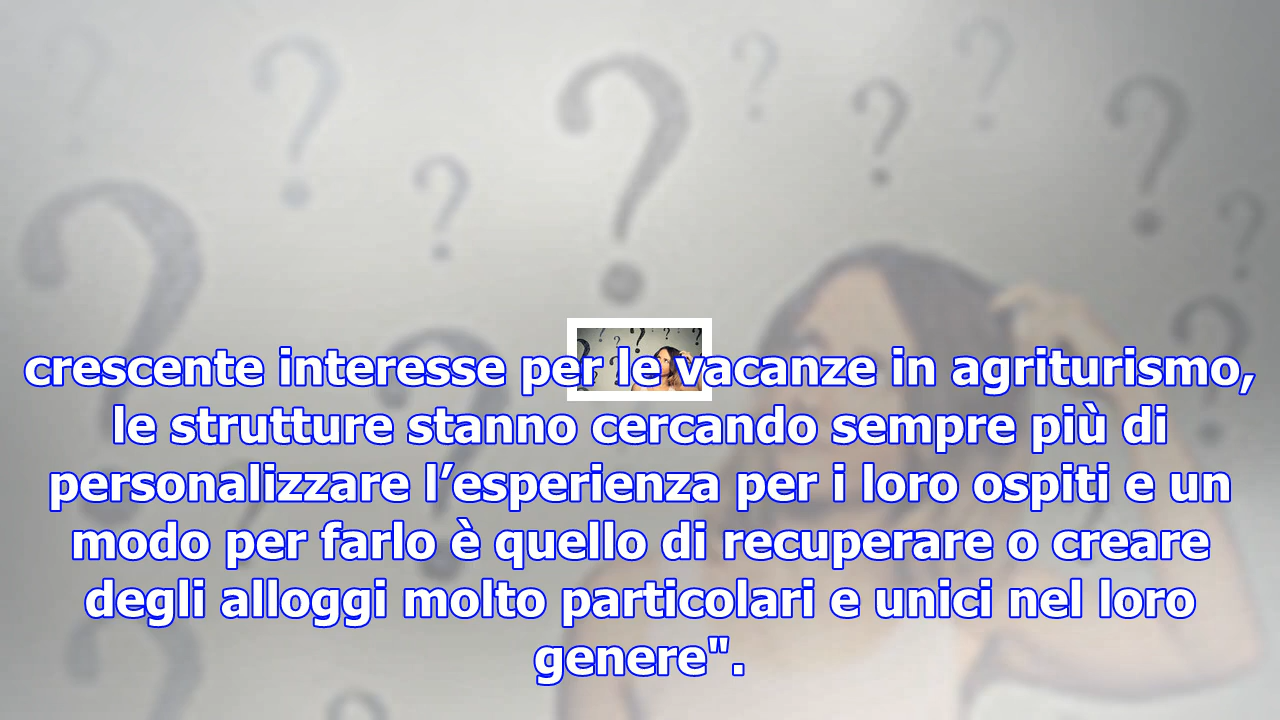 crescente interesse per le vacanze in agriturismo,
le strutture stanno cercando sempre più di
personalizzare l’esperienza per i loro ospiti e un
modo per farlo è quello di recuperare o creare
degli alloggi molto particolari e unici nel loro
genere".